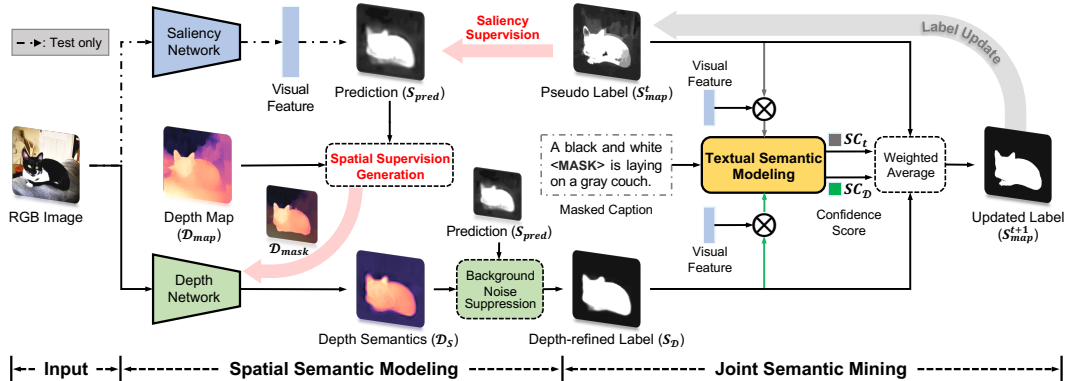 Saliency
Network
Visual
Feature
Prediction (S_pred)
Saliency
Supervision
Pseudo Label (S^t_map)
Label Update
: Test only
RGB Image
Depth Map
(D_map)
Spatial Supervision
Generation
D_mask
Prediction (S_pred)
A black and white
<MASK> is laying
on a gray couch.
Masked Caption
Visual
Feature
Textual Semantic
Modeling
SC_t
SC_D
Confidence
Score
Weighted
Average
Updated Label
(S^{t+1}_map)
Visual
Feature
Depth
Network
Depth Semantics (D_S)
Background
Noise
Suppression
Depth-refined Label (S_D)
Input
Spatial Semantic Modeling
Joint Semantic Mining